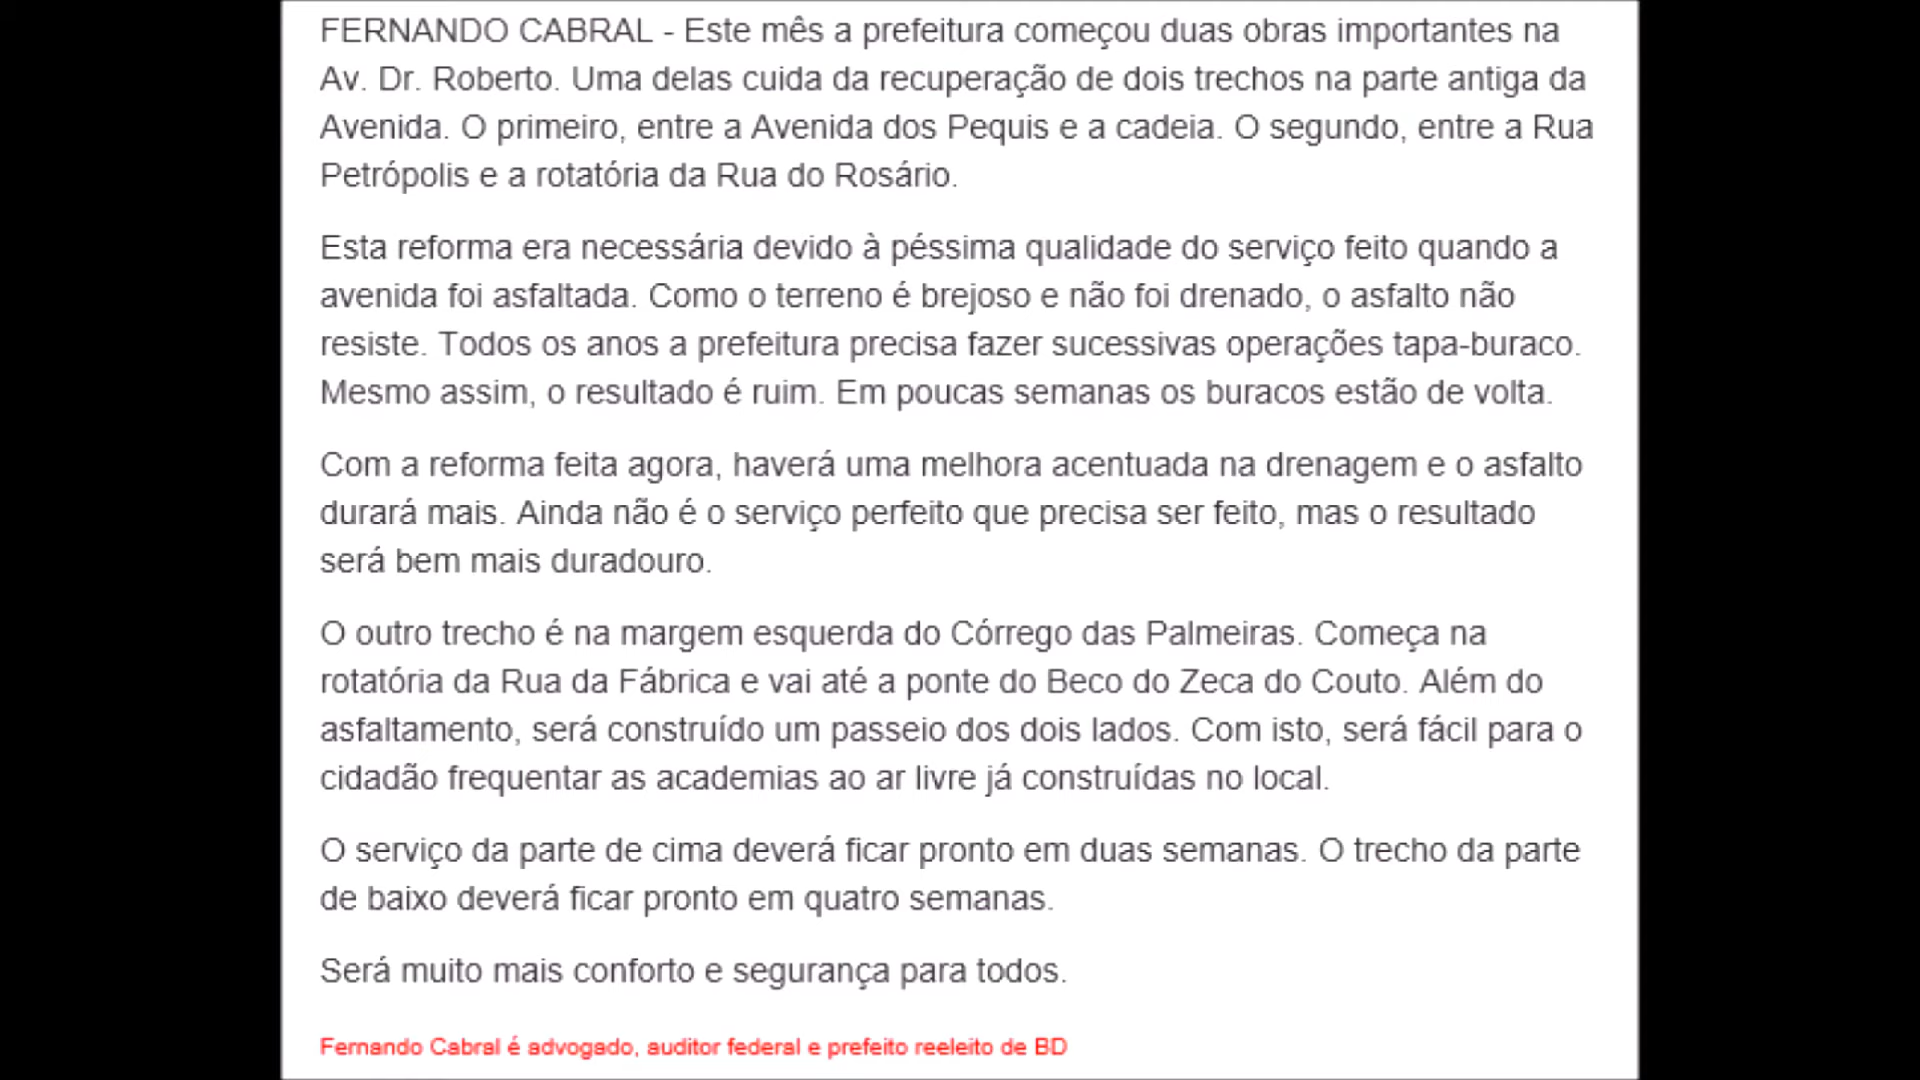 FERNANDO CABRAL - Este mês a prefeitura começou duas obras importantes na
Av. Dr. Roberto. Uma delas cuida da recuperação de dois trechos na parte antiga da
Avenida. O primeiro, entre a Avenida dos Pequis e a cadeia. O segundo, entre a Rua
Petrópolis e a rotatória da Rua do Rosário.
Esta reforma era necessária devido à péssima qualidade do serviço feito quando a
avenida foi asfaltada. Como o terreno é brejoso e não foi drenado, o asfalto não
resiste. Todos os anos a prefeitura precisa fazer sucessivas operações tapa-buraco.
Mesmo assim, o resultado é ruim. Em poucas semanas os buracos estão de volta.
Com a reforma feita agora, haverá uma melhora acentuada na drenagem e o asfalto
durará mais. Ainda não é o serviço perfeito que precisa ser feito, mas o resultado
será bem mais duradouro.
O outro trecho é na margem esquerda do Córrego das Palmeiras. Começa na
rotatória da Rua da Fábrica e vai até a ponte do Beco do Zeca do Couto. Além do
asfaltamento, será construído um passeio dos dois lados. Com isto, será fácil para o
cidadão frequentar as academias ao ar livre já construídas no local.
O serviço da parte de cima deverá ficar pronto em duas semanas. O trecho da parte
de baixo deverá ficar pronto em quatro semanas.
Será muito mais conforto e segurança para todos.
Fernando Cabral é advogado, auditor federal e prefeito reeleito de BD